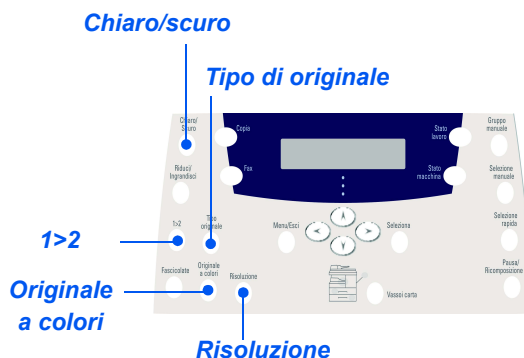 Chiaro/scuro
Tipo di originale
Chiaro/
Scuro
Copia
Stato
lavoro
Gruppo
manuale
Riduci/
Ingrandisci
Fax
Stato
macchina
Selezione
manuale
1>2
Tipo
originale
Menu/Esci
Seleziona
Selezione
rapida
1>2
Fascicolate
Originale
a colori
Risoluzione
Vassoi carta
Pausa/
Ricomposizione
Originale
a colori
Risoluzione